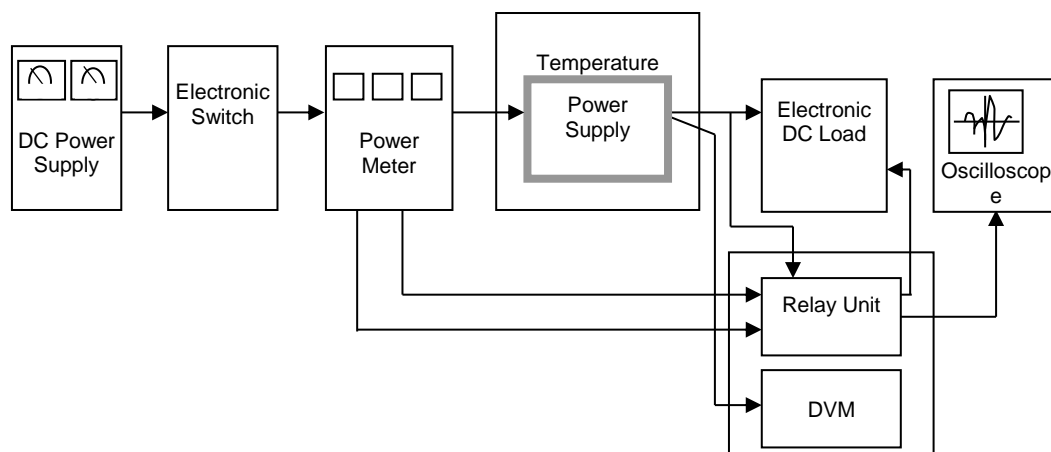 DC Power
Supply
Electronic
Switch
Power
Meter
Temperature
Power
Supply
Electronic
DC Load
Oscilloscop
e
Relay Unit
DVM